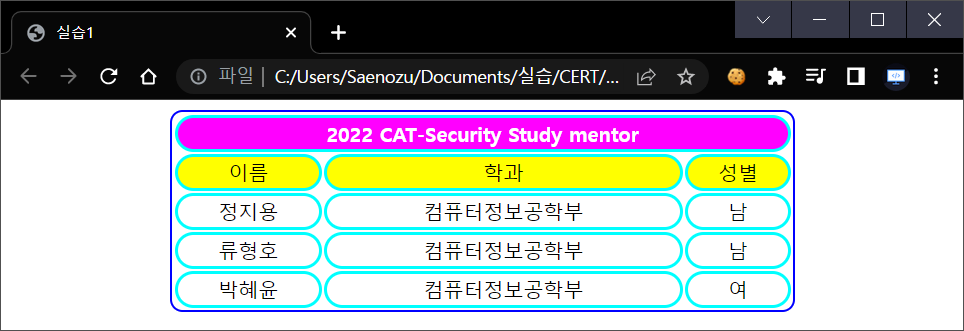 실습1
파일 | C:/Users/Saenozu/Documents/실습/CERT/...
2022 CAT-Security Study mentor
이름 학과 성별
정지용 컴퓨터정보공학부 남
류형호 컴퓨터정보공학부 남
박혜윤 컴퓨터정보공학부 여